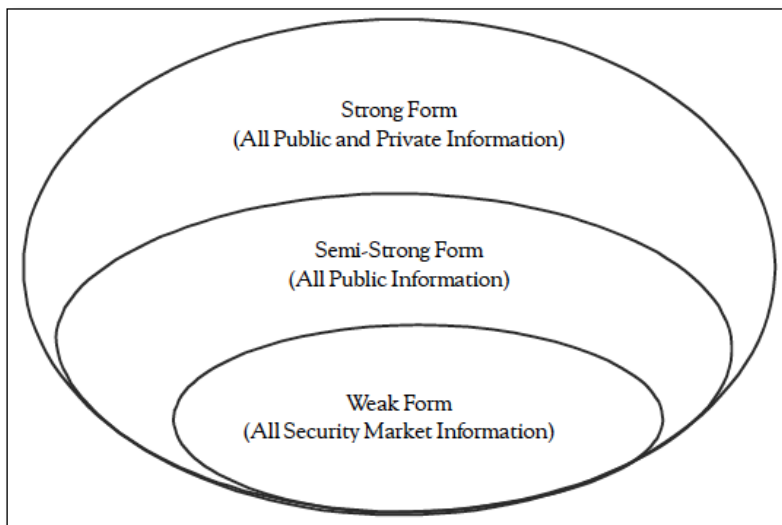 Strong Form
(All Public and Private Information)
Semi-Strong Form
(All Public Information)
Weak Form
(All Security Market Information)